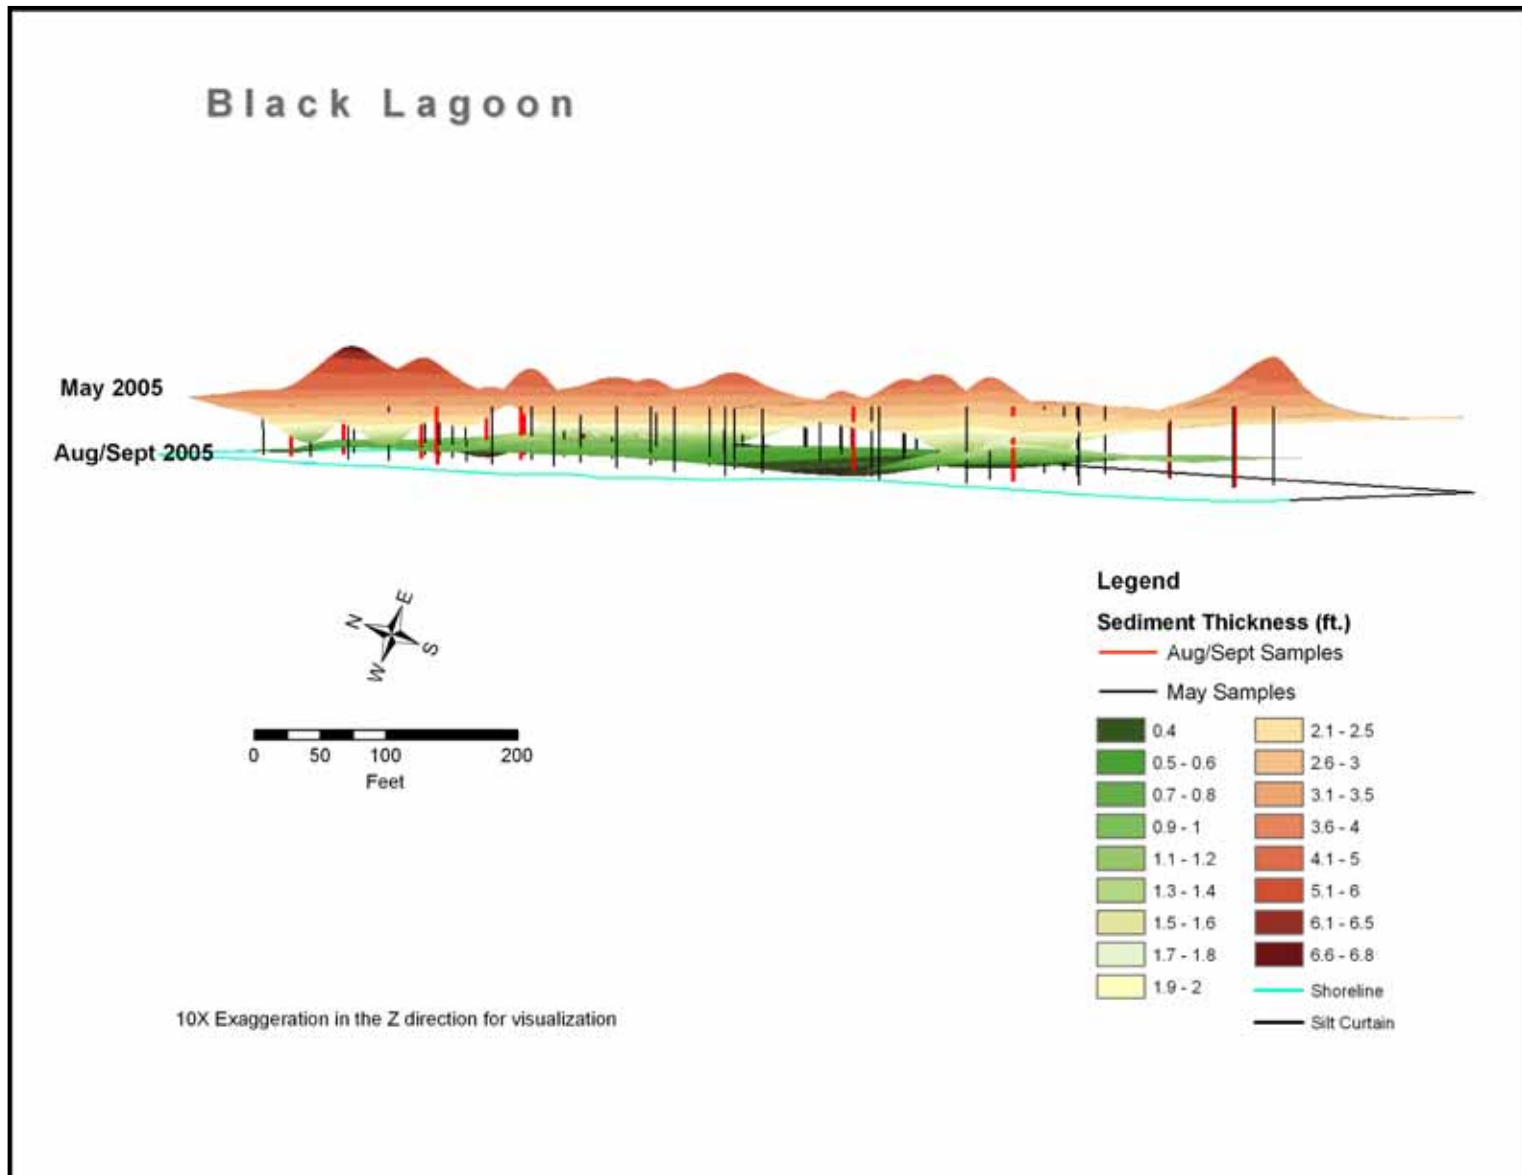 Black Lagoon
May 2005
Aug/Sept 2005
N
E
W
S
0 50 100 200
Feet
10X Exaggeration in the Z direction for visualization
Legend
Sediment Thickness (ft.)
Aug/Sept Samples
May Samples
0.4
0.5 - 0.6
0.7 - 0.8
0.9 - 1
1.1 - 1.2
1.3 - 1.4
1.5 - 1.6
1.7 - 1.8
1.9 - 2
2.1 - 2.5
2.6 - 3
3.1 - 3.5
3.6 - 4
4.1 - 5
5.1 - 6
6.1 - 6.5
6.6 - 6.8
Shoreline
Silt Curtain